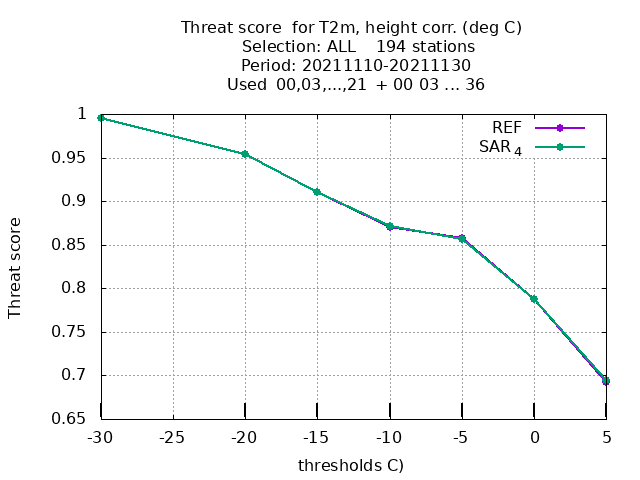 Threat score for T2m, height corr. (deg C)
Selection: ALL 194 stations
Period: 20211110-20211130
Used 00,03,...,21 + 00 03 ... 36
REF
SAR 4
1
0.95
0.9
0.85
0.8
0.75
0.7
0.65
Threat score
-30 -25 -20 -15 -10 -5 0 5
thresholds C)